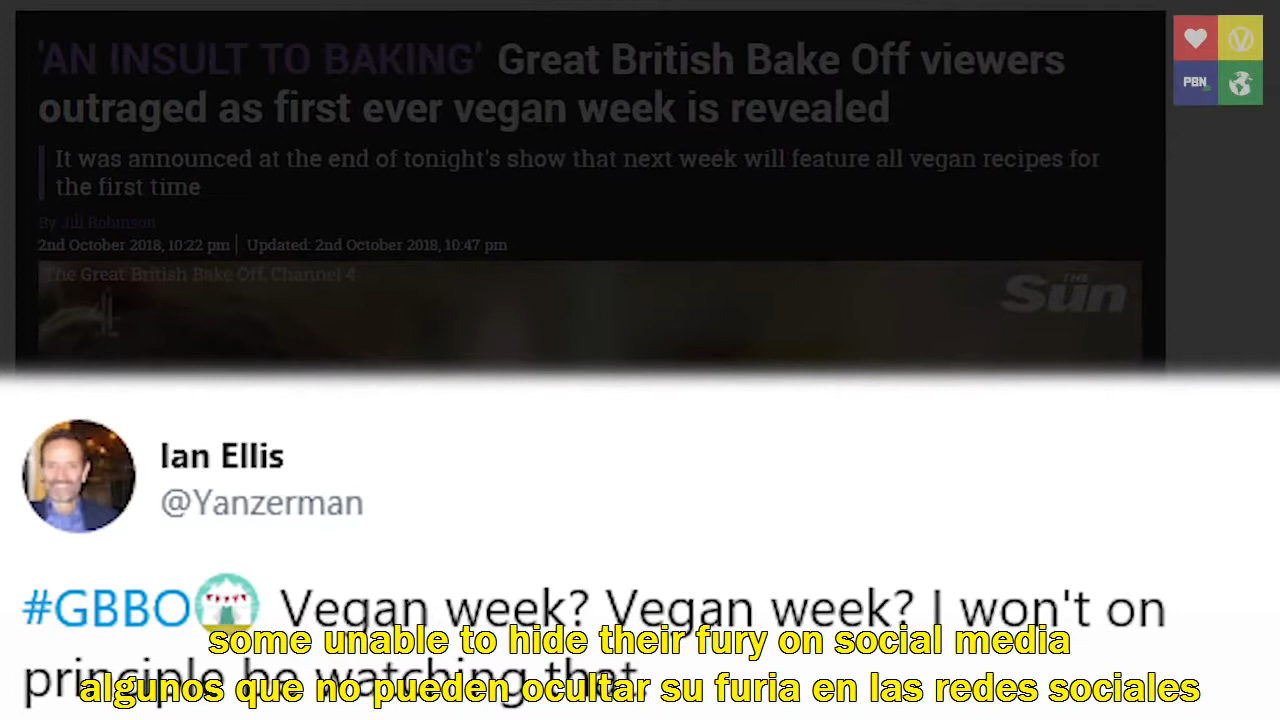 'AN INSULT TO BAKING' Great British Bake Off viewers
outraged as first ever vegan week is revealed
It was announced at the end of tonight's show that next week will feature all vegan recipes for
the first time
By Jill Robinson
2nd October 2018, 10:22 pm | Updated: 2nd October 2018, 10:47 pm
The Great British Bake Off, Channel 4
THE
Sun
PBN
Ian Ellis
@Yanzerman
#GBBO Vegan week? Vegan week? I won't on
principle be watching that.
some unable to hide their fury on social media
algunos que no pueden ocultar su furia en las redes sociales